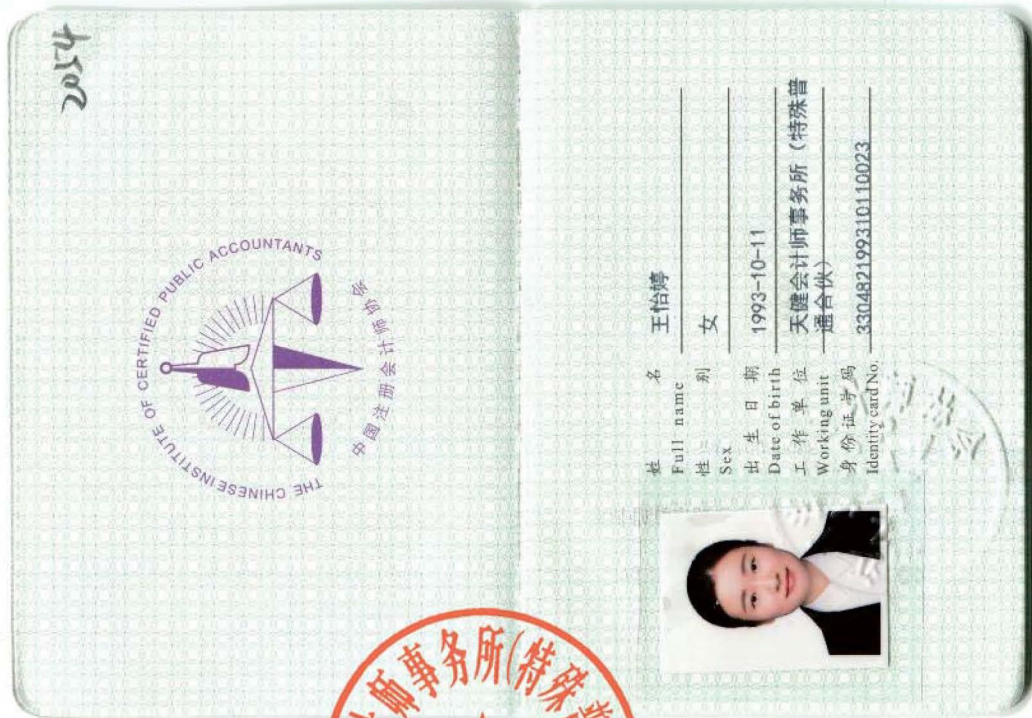 THE CHINESE INSTITUTE OF CERTIFIED PUBLIC ACCOUNTANTS
中国注册会计师协会
姓 名 王怡婷
Full name
性 别 女
Sex
出 生 日 期 1993-10-11
Date of birth
工 作 单 位 天健会计师事务所（特殊普
Working unit 通合伙）
身份证号码 330482199310110023
Identity card No.
师事务所(特殊